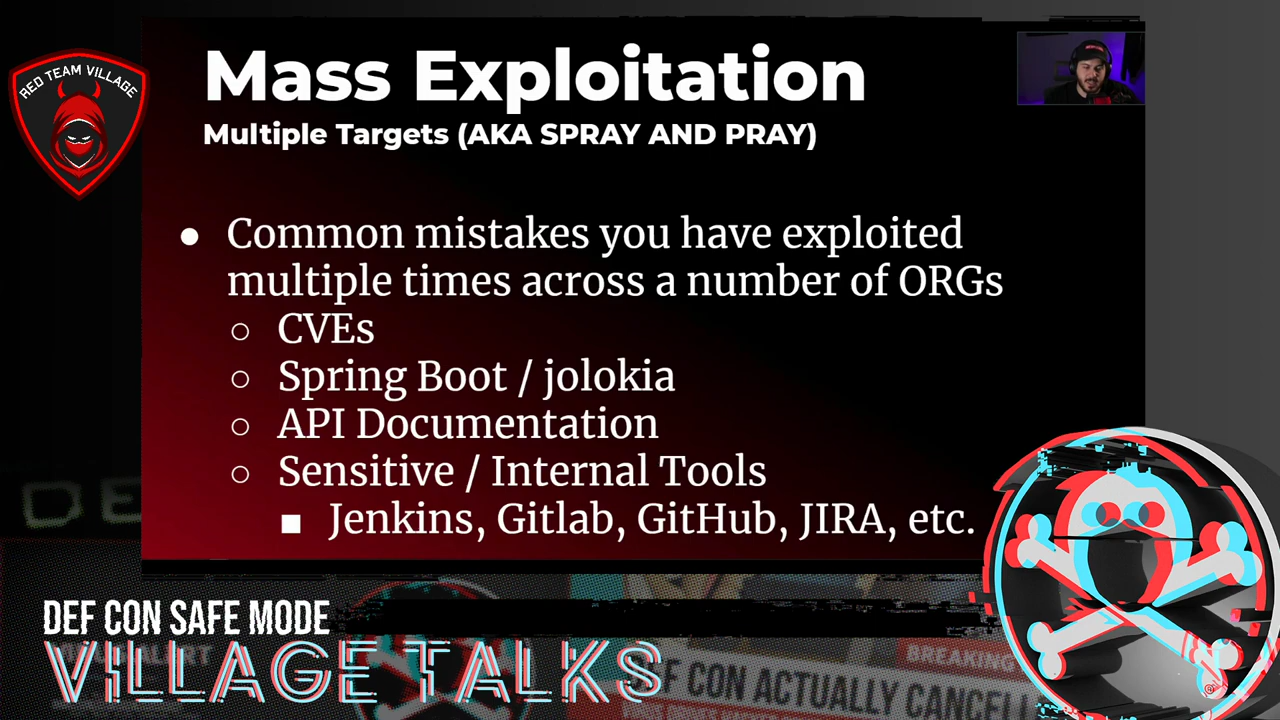 RED TEAM VILLAGE
Mass Exploitation
Multiple Targets (AKA SPRAY AND PRAY)
● Common mistakes you have exploited
multiple times across a number of ORGs
○ CVEs
○ Spring Boot / jolokia
○ API Documentation
○ Sensitive / Internal Tools
■ Jenkins, Gitlab, GitHub, JIRA, etc.
DE
DEF CON SAFE MODE
VILLAGE TALKS
BREAKING
DEF CON ACTUALLY